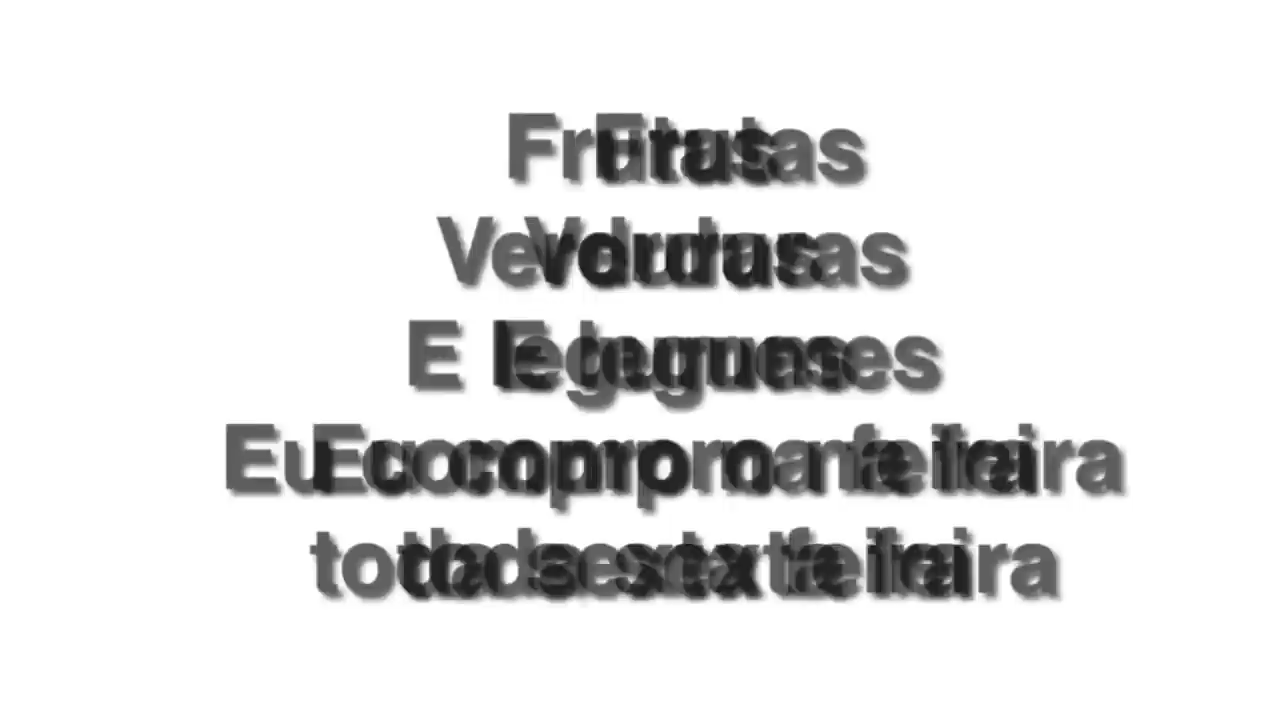 Frutas
Verduras
E legumes
Eu compro na feira
toda sexta feira